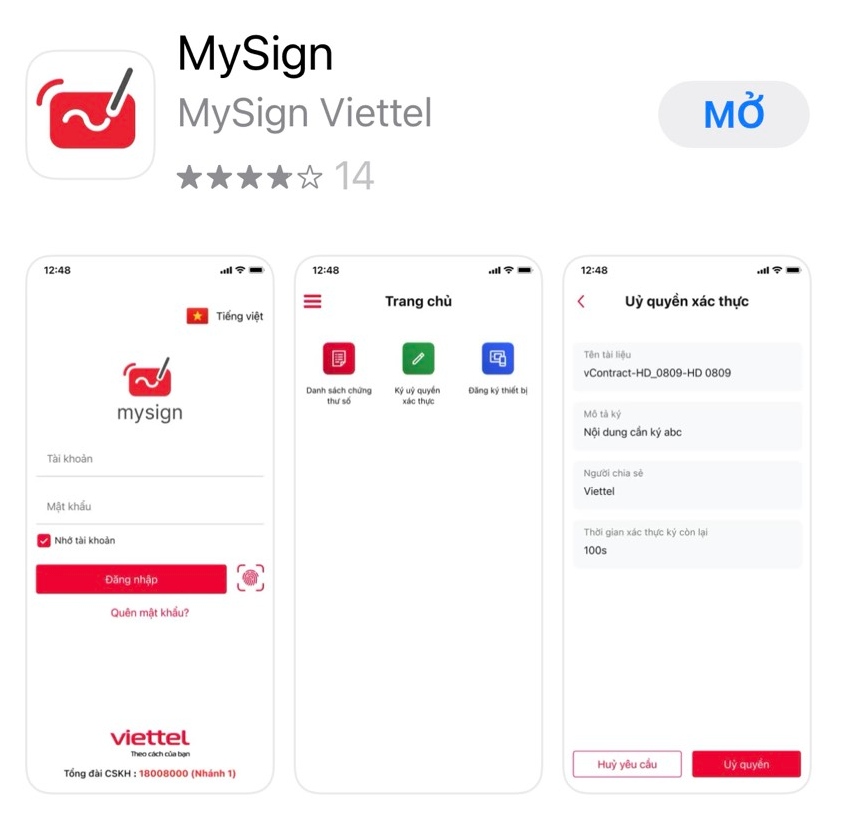 MySign
MySign Viettel
MỞ
14
12:48
Tiếng việt
mysign
Tài khoản
Mật khẩu
Nhớ tài khoản
Đăng nhập
Quên mật khẩu?
viettel
Theo cách của bạn
Tổng đài CSKH : 18008000 (Nhánh 1)
12:48
Trang chủ
Danh sách chứng
thư số
Ký uỷ quyền
xác thực
Đăng ký thiết bị
12:48
Uỷ quyền xác thực
Tên tài liệu
vContract-HD_0809-HD 0809
Mô tả ký
Nội dung cần ký abc
Người chia sẻ
Viettel
Thời gian xác thực ký còn lại
100s
Huỷ yêu cầu
Uỷ quyền